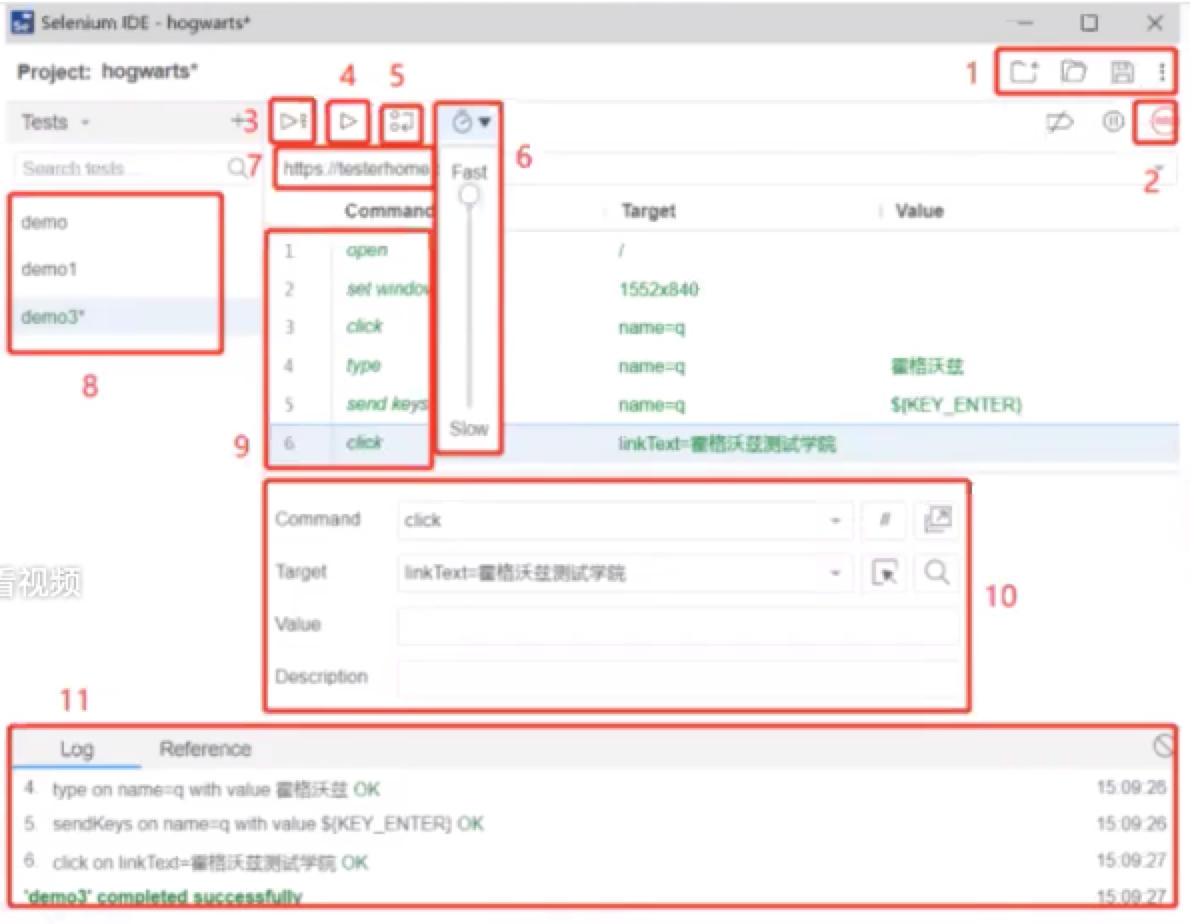 Selenium IDE - hogwarts*
Project: hogwarts*
1
4 5
Tests
3
6
7
https://testerhome
Fast
2
Search tests...
Command Target Value
demo
demo1
demo3*
8
1 open /
2 set window 1552x840
3 click name=q
4 type name=q 霍格沃兹
5 send keys name=q ${KEY_ENTER}
6 click linkText=霍格沃兹测试学院
Slow
9
Command click //
Target linkText=霍格沃兹测试学院
Value
Description
10
看视频
11
Log Reference
4. type on name=q with value 霍格沃兹 OK 15:09:26
5. sendKeys on name=q with value ${KEY_ENTER} OK 15:09:26
6. click on linkText=霍格沃兹测试学院 OK 15:09:27
'demo3' completed successfully 15:09:27